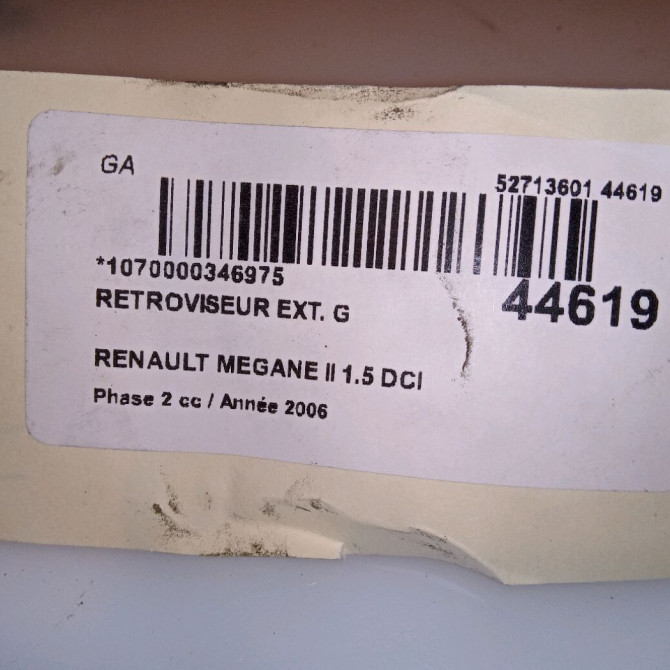 GA
52713601 44619
*1070000346975
44619
RETROVISEUR EXT. G
RENAULT MEGANE II 1.5 DCI
Phase 2 cc / Année 2006